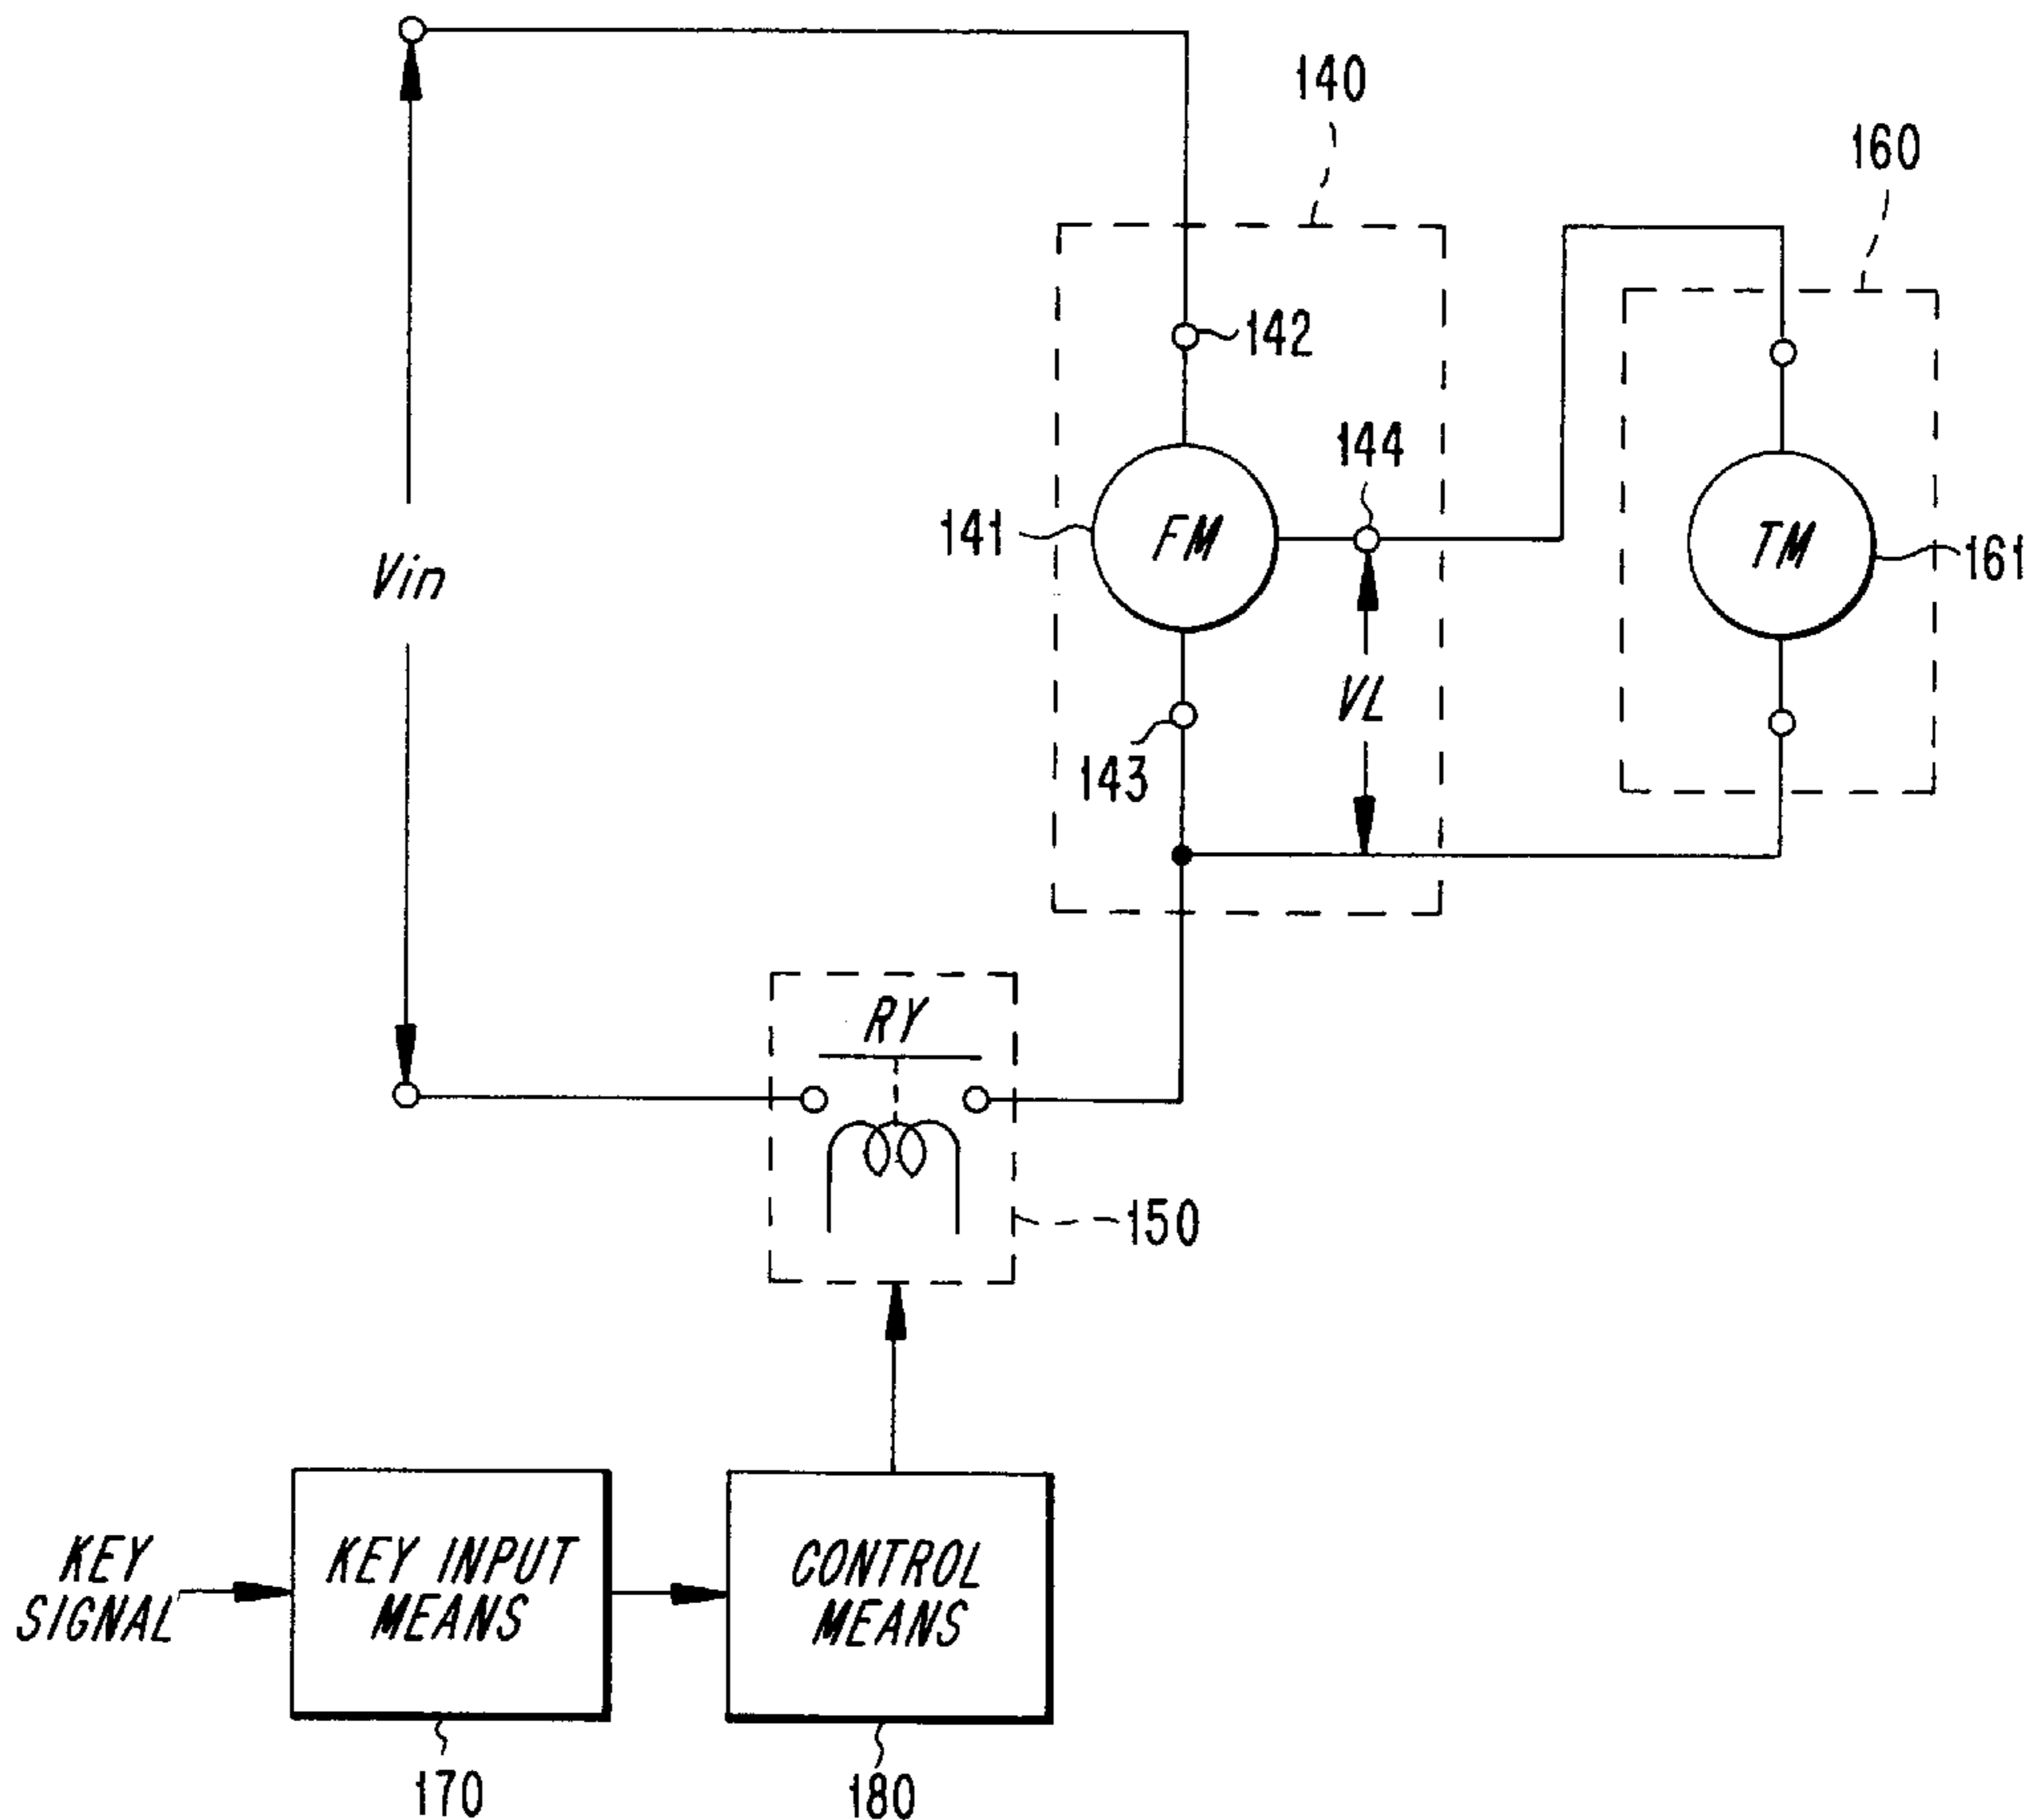 140
160
142
144
141
FM
TM
161
Vin
VL
143
RY
150
KEY
SIGNAL
KEY INPUT
MEANS
CONTROL
MEANS
170
180